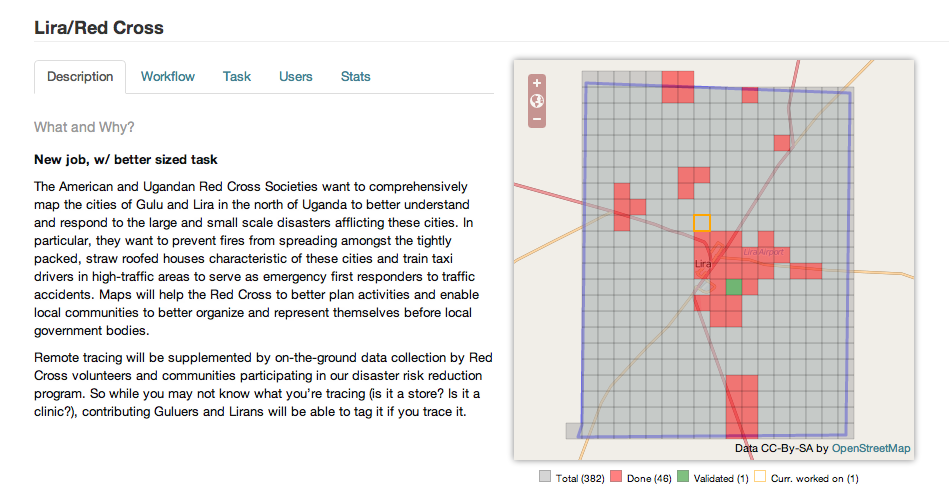 Lira/Red Cross
Description Workflow Task Users Stats
What and Why?
New job, w/ better sized task
The American and Ugandan Red Cross Societies want to comprehensively
map the cities of Gulu and Lira in the north of Uganda to better understand
and respond to the large and small scale disasters afflicting these cities. In
particular, they want to prevent fires from spreading amongst the tightly
packed, straw roofed houses characteristic of these cities and train taxi
drivers in high-traffic areas to serve as emergency first responders to traffic
accidents. Maps will help the Red Cross to better plan activities and enable
local communities to better organize and represent themselves before local
government bodies.
Remote tracing will be supplemented by on-the-ground data collection by Red
Cross volunteers and communities participating in our disaster risk reduction
program. So while you may not know what you're tracing (is it a store? Is it a
clinic?), contributing Guluers and Lirans will be able to tag it if you trace it.
+
−
Lira Airport
Lira
Data CC-By-SA by OpenStreetMap
Total (382) Done (46) Validated (1) Curr. worked on (1)